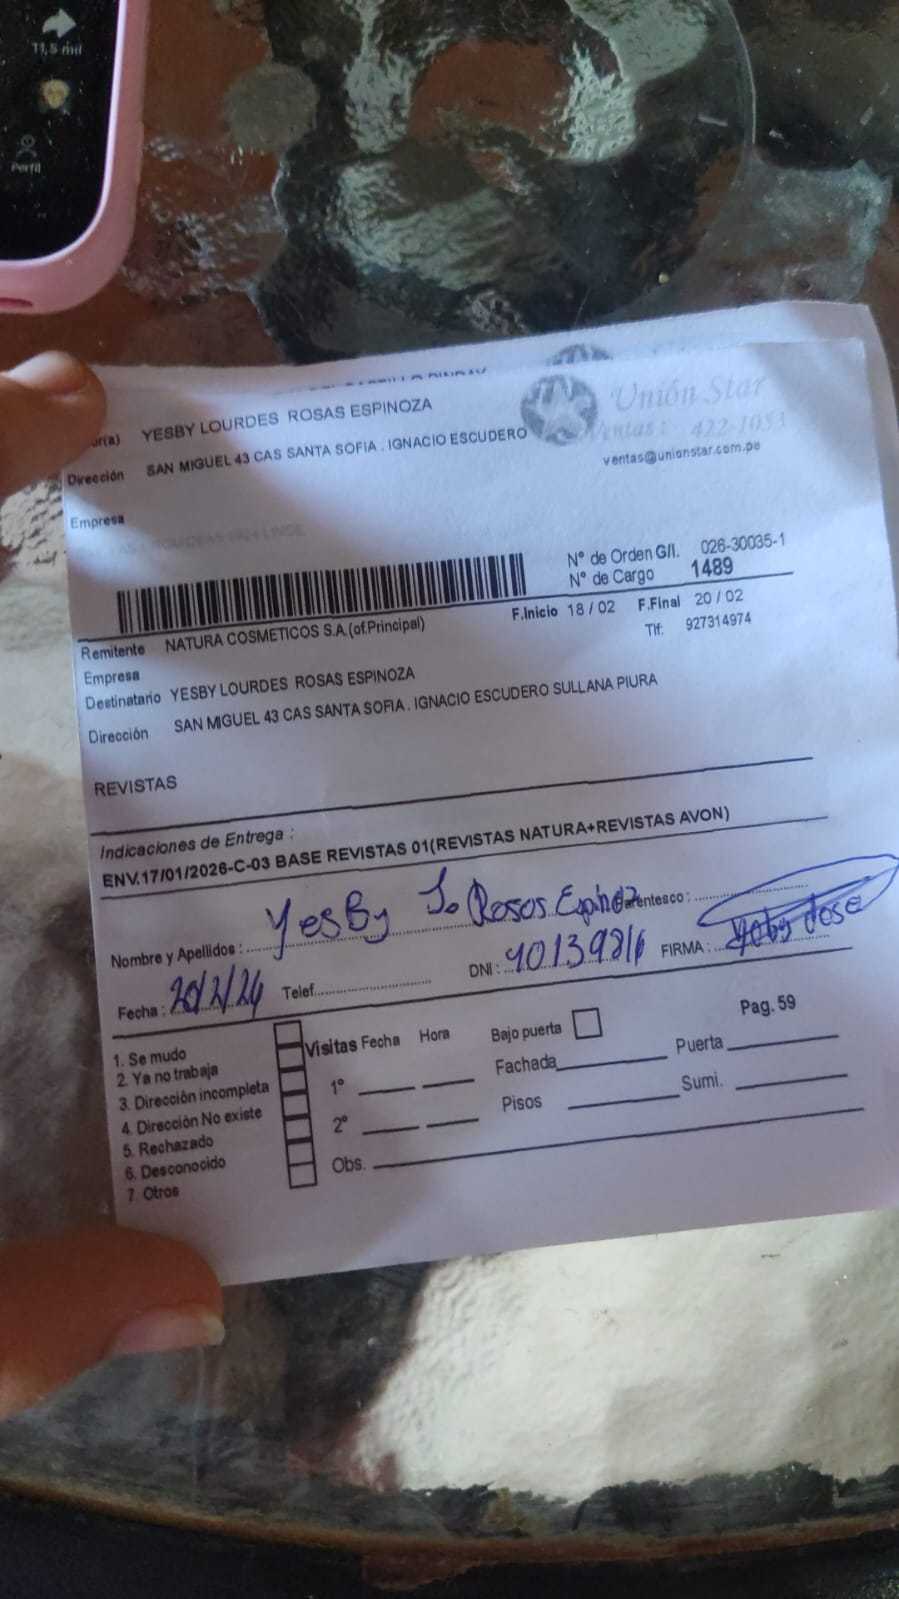 11,5 mil
Perfil
or(a) YESBY LOURDES ROSAS ESPINOZA
Dirección SAN MIGUEL 43 CAS SANTA SOFIA . IGNACIO ESCUDERO
Unión Star
Ventas : 422-1053
ventas@unionstar.com.pe
Empresa
N° de Orden G/I. 026-30035-1
N° de Cargo 1489
Remitente NATURA COSMETICOS S.A.(of.Principal)
F.Inicio 18 / 02 F.Final 20 / 02
Empresa
Tlf: 927314974
Destinatario YESBY LOURDES ROSAS ESPINOZA
Dirección SAN MIGUEL 43 CAS SANTA SOFIA . IGNACIO ESCUDERO SULLANA PIURA
REVISTAS
Indicaciones de Entrega :
ENV.17/01/2026-C-03 BASE REVISTAS 01(REVISTAS NATURA+REVISTAS AVON)
Nombre y Apellidos : YesBy Rosas Parentesco :
Fecha : Telef. DNI : FIRMA :
Pag. 59
1. Se mudo
2. Ya no trabaja
3. Dirección incompleta
4. Dirección No existe
5. Rechazado
6. Desconocido
7. Otros
Visitas Fecha Hora Bajo puerta
1° Fachada Puerta
2° Pisos Sumi.
Obs.